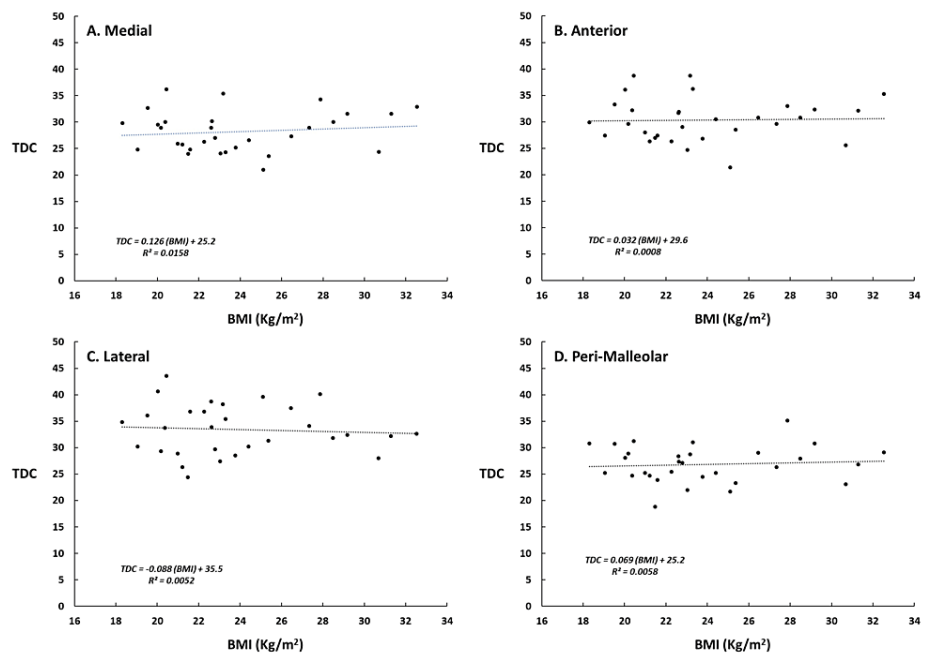 A. Medial
50
45
40
35
30
25
20
15
10
5
0
TDC
TDC = 0.126 (BMI) + 25.2
R² = 0.0158
16 18 20 22 24 26 28 30 32 34
BMI (Kg/m²)
B. Anterior
50
45
40
35
30
25
20
15
10
5
0
TDC
TDC = 0.032 (BMI) + 29.6
R² = 0.0008
16 18 20 22 24 26 28 30 32 34
BMI (Kg/m²)
C. Lateral
50
45
40
35
30
25
20
15
10
5
0
TDC
TDC = -0.088 (BMI) + 35.5
R² = 0.0052
16 18 20 22 24 26 28 30 32 34
BMI (Kg/m²)
D. Peri-Malleolar
50
45
40
35
30
25
20
15
10
5
0
TDC
TDC = 0.069 (BMI) + 25.2
R² = 0.0058
16 18 20 22 24 26 28 30 32 34
BMI (Kg/m²)